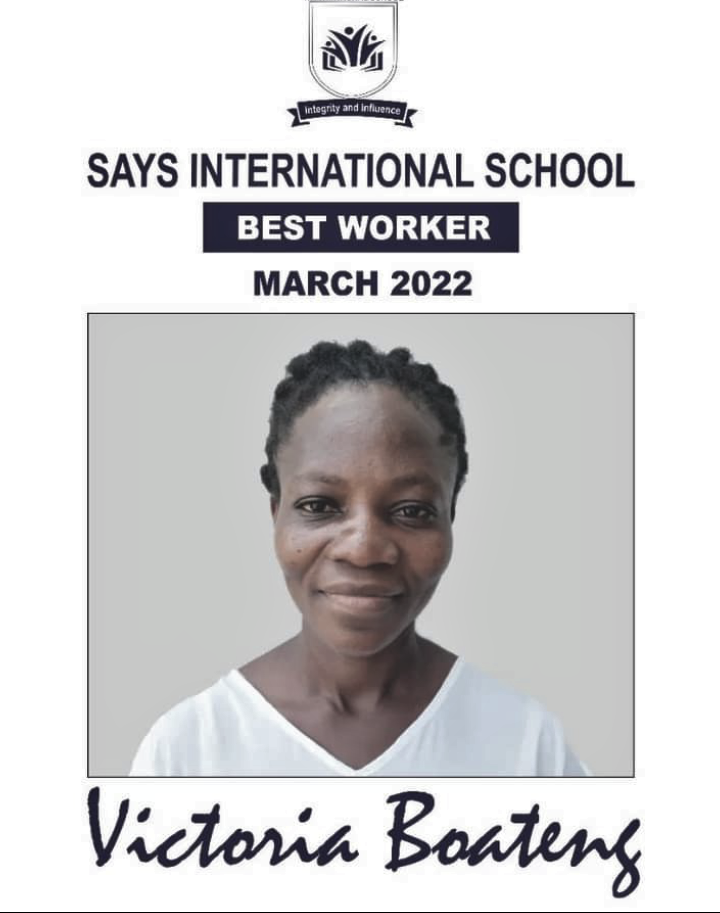 Integrity and Influence
SAYS INTERNATIONAL SCHOOL
BEST WORKER
MARCH 2022
Victoria Boateng